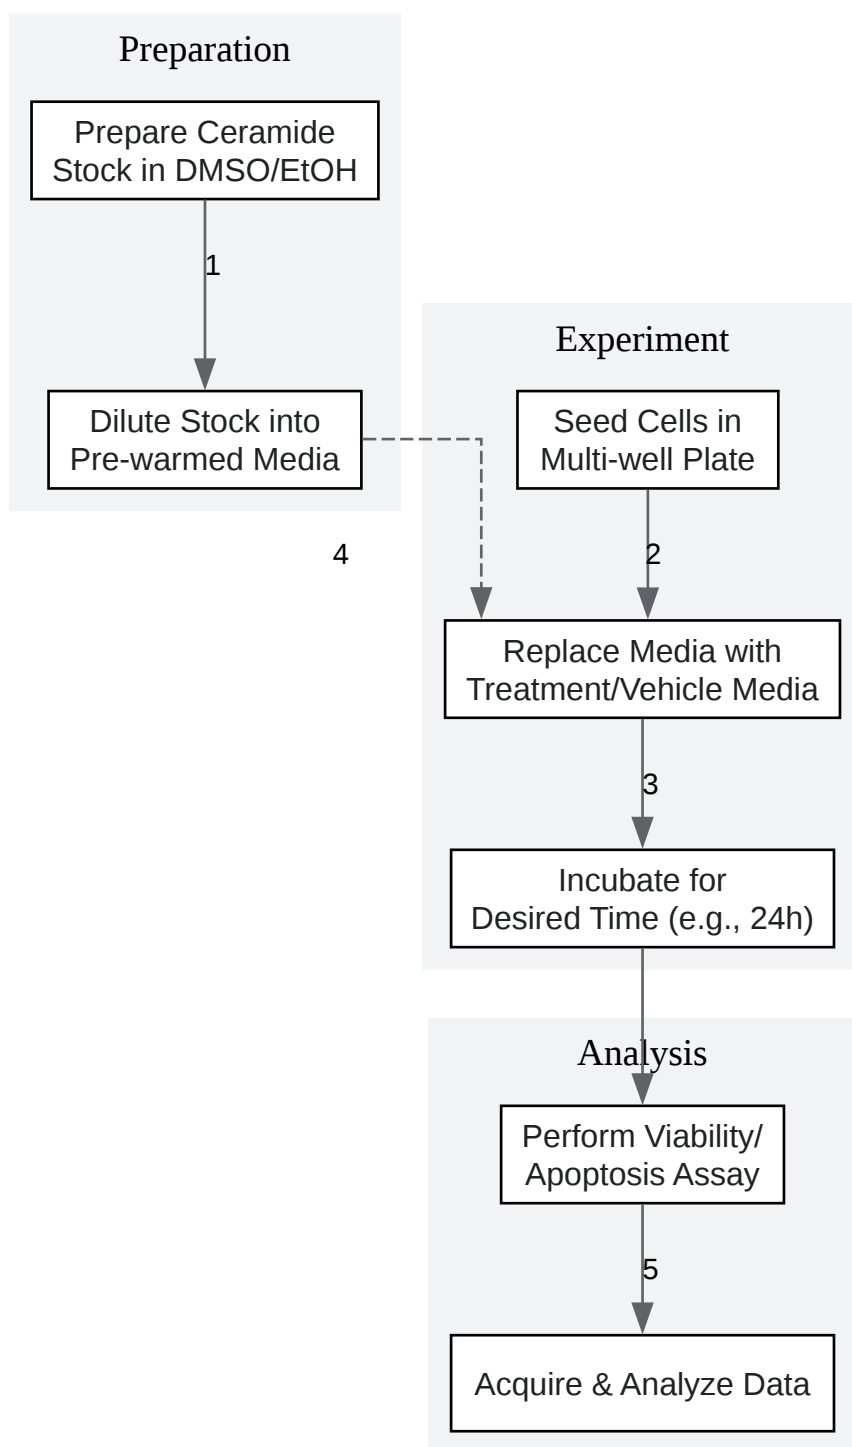 Preparation
Prepare Ceramide
Stock in DMSO/EtOH
1
Dilute Stock into
Pre-warmed Media
4
Experiment
Seed Cells in
Multi-well Plate
2
Replace Media with
Treatment/Vehicle Media
3
Incubate for
Desired Time (e.g., 24h)
Analysis
Perform Viability/
Apoptosis Assay
5
Acquire & Analyze Data